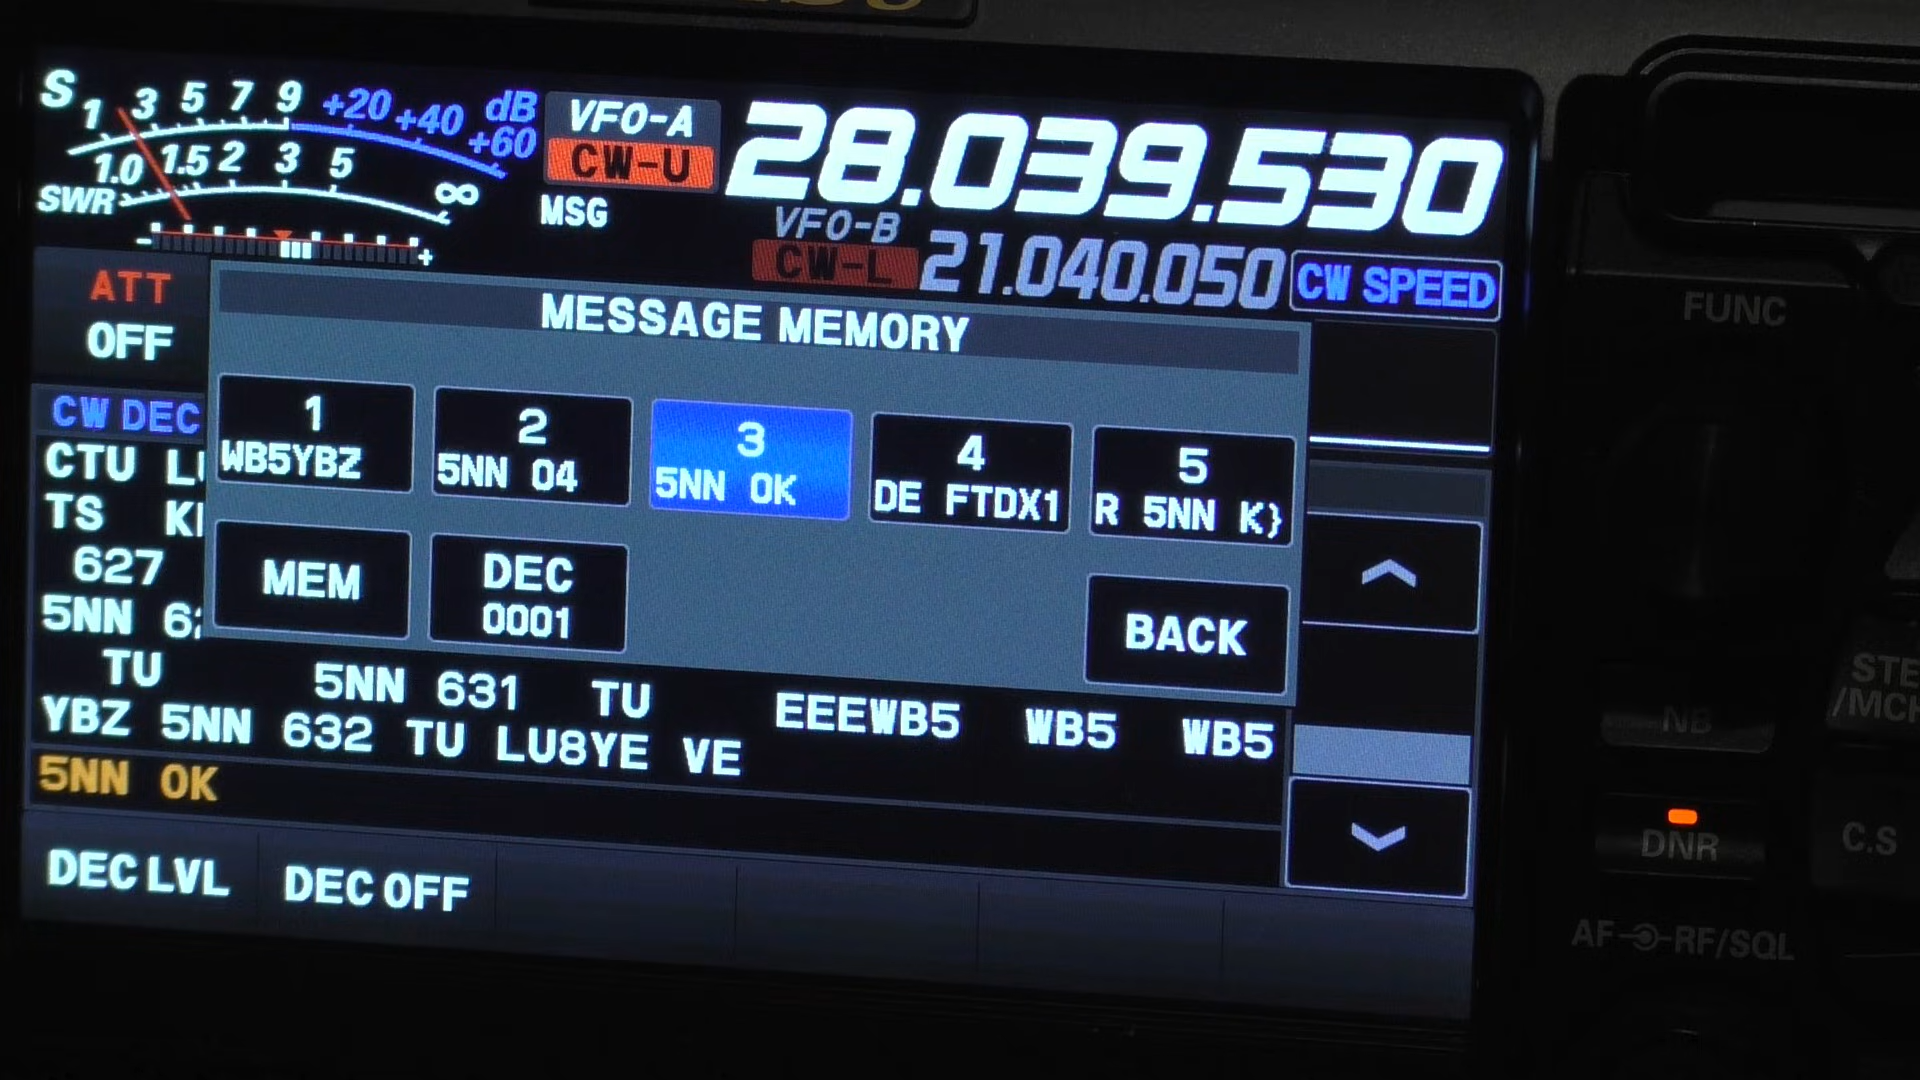 S 1 3 5 7 9 +20 +40 +60 dB
1.0 1.5 2 3 5 ∞
SWR
- +
VFO-A
CW-U
28.039.530
MSG
VFO-B
CW-L
21.040.050
CW SPEED
ATT
OFF
MESSAGE MEMORY
1
WB5YBZ
2
5NN 04
3
5NN OK
4
DE FTDX1
5
R 5NN K}
MEM
DEC
0001
BACK
CW DEC
CTU
TS
627
5NN
TU 5NN 631 TU EEEWB5 WB5 WB5
YBZ 5NN 632 TU LU8YE VE
5NN OK
DEC LVL
DEC OFF
FUNC
NB
DNR
C.S
AF RF/SQL